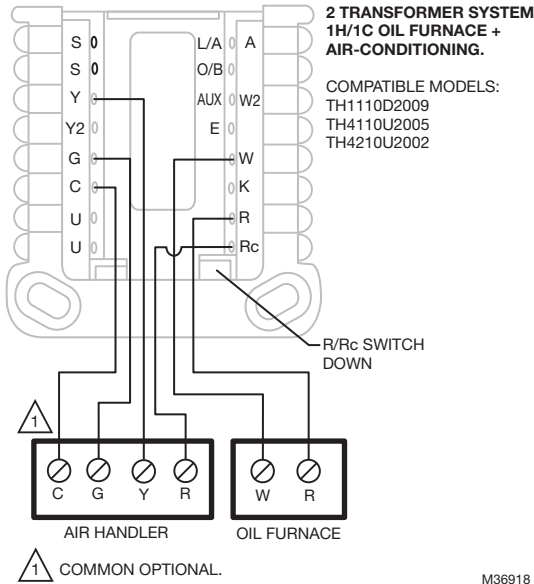 2 TRANSFORMER SYSTEM
1H/1C OIL FURNACE +
AIR-CONDITIONING.
COMPATIBLE MODELS:
TH1110D2009
TH4110U2005
TH4210U2002
S L/A A
S O/B
Y AUX W2
Y2 E
G W
C K
U R
U Rc
R/Rc SWITCH
DOWN
1
C G Y R W R
AIR HANDLER OIL FURNACE
1 COMMON OPTIONAL.
M36918